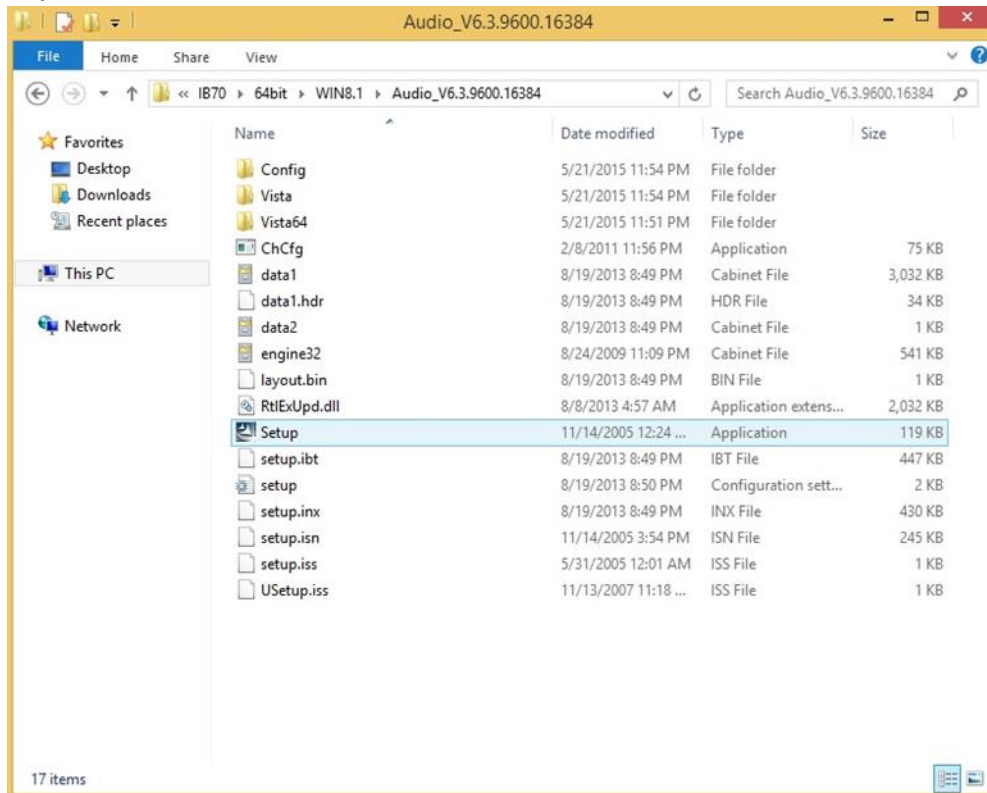 Audio_V6.3.9600.16384
File Home Share View
« IB70 64bit WIN8.1 Audio_V6.3.9600.16384 Search Audio_V6.3.9600.16384
Name Date modified Type Size
Favorites
Desktop
Downloads
Recent places
This PC
Network
Config 5/21/2015 11:54 PM File folder
Vista 5/21/2015 11:54 PM File folder
Vista64 5/21/2015 11:51 PM File folder
ChCfg 2/8/2011 11:56 PM Application 75 KB
data1 8/19/2013 8:49 PM Cabinet File 3,032 KB
data1.hdr 8/19/2013 8:49 PM HDR File 34 KB
data2 8/19/2013 8:49 PM Cabinet File 1 KB
engine32 8/24/2009 11:09 PM Cabinet File 541 KB
layout.bin 8/19/2013 8:49 PM BIN File 1 KB
RtlExUpd.dll 8/8/2013 4:57 AM Application extens... 2,032 KB
Setup 11/14/2005 12:24 ... Application 119 KB
setup.ibt 8/19/2013 8:49 PM IBT File 447 KB
setup 8/19/2013 8:50 PM Configuration sett... 2 KB
setup.inx 8/19/2013 8:49 PM INX File 430 KB
setup.isn 11/14/2005 3:54 PM ISN File 245 KB
setup.iss 5/31/2005 12:01 AM ISS File 1 KB
USetup.iss 11/13/2007 11:18 ... ISS File 1 KB
17 items